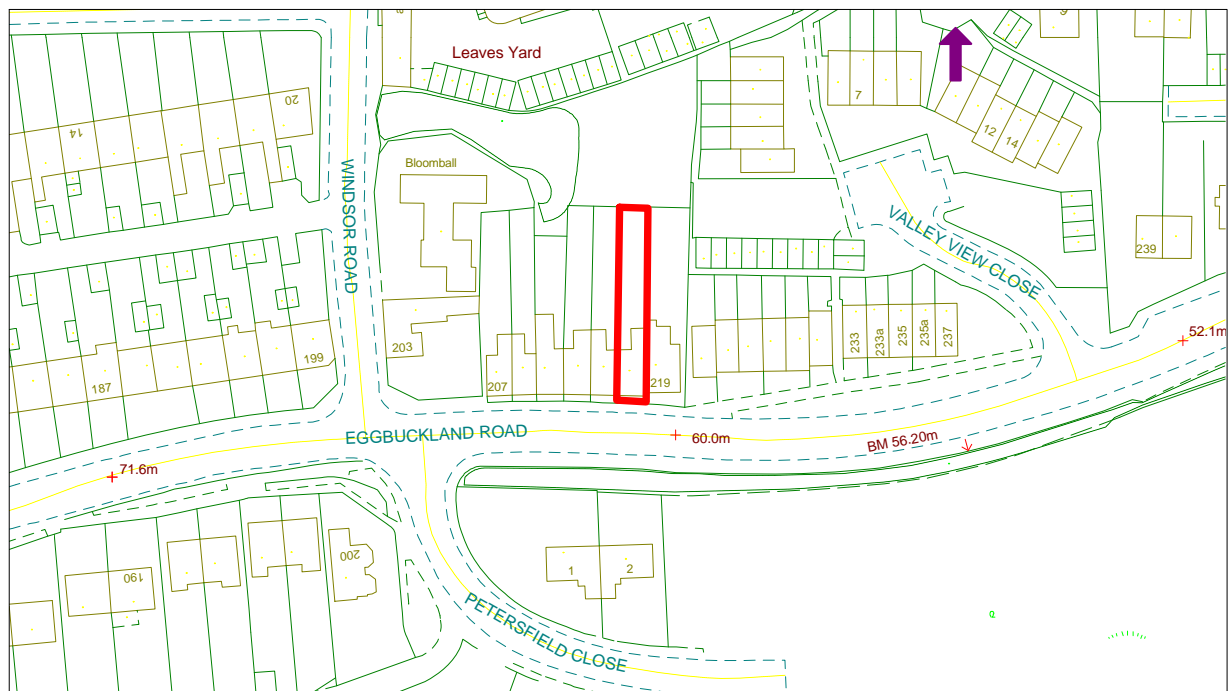 Leaves Yard
20
14
7
12
14
Bloomball
WINDSOR ROAD
VALLEY VIEW CLOSE
239
52.1m
203
199
187
207
219
233
233a
235
235a
237
EGGBUCKLAND ROAD
60.0m
BM 56.20m
71.6m
200
190
1
2
PETERSFIELD CLOSE